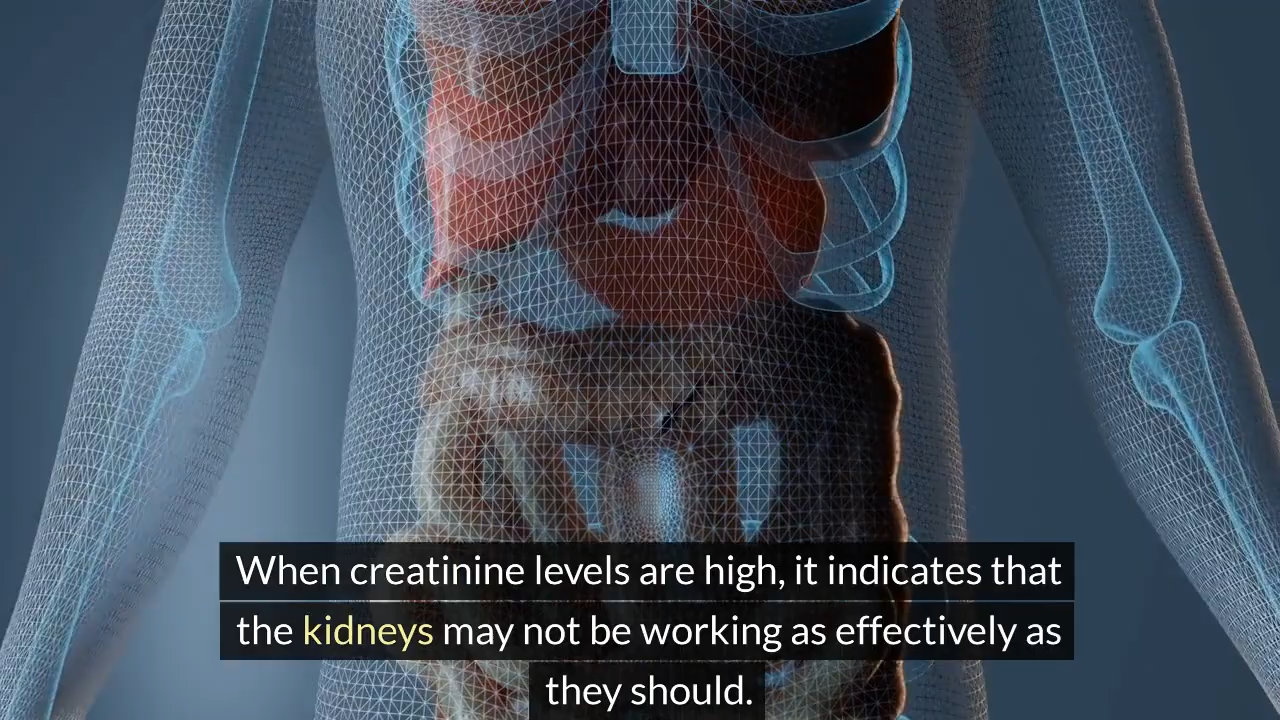 When creatinine levels are high, it indicates that
the kidneys may not be working as effectively as
they should.